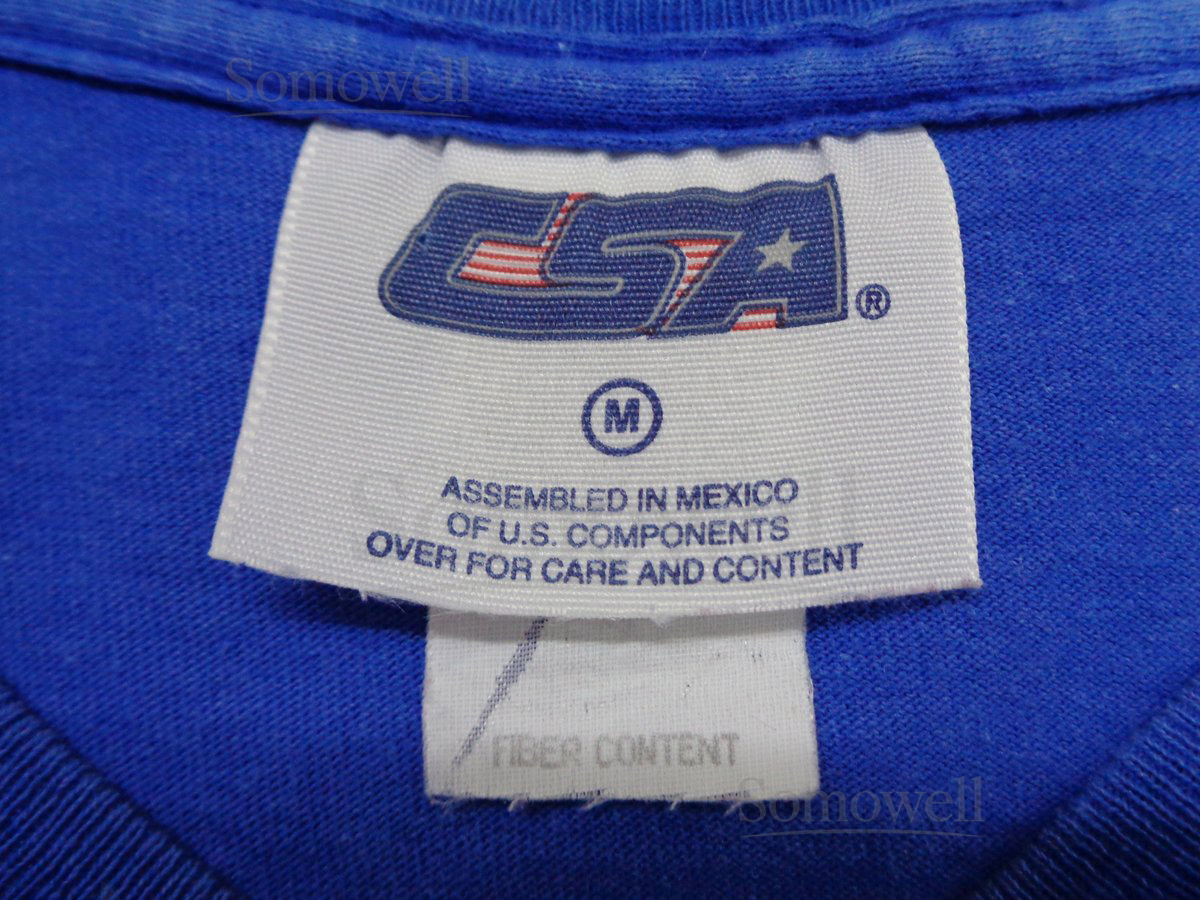 Somowell
CSA
®
M
ASSEMBLED IN MEXICO
OF U.S. COMPONENTS
OVER FOR CARE AND CONTENT
FIBER CONTENT
Somowell